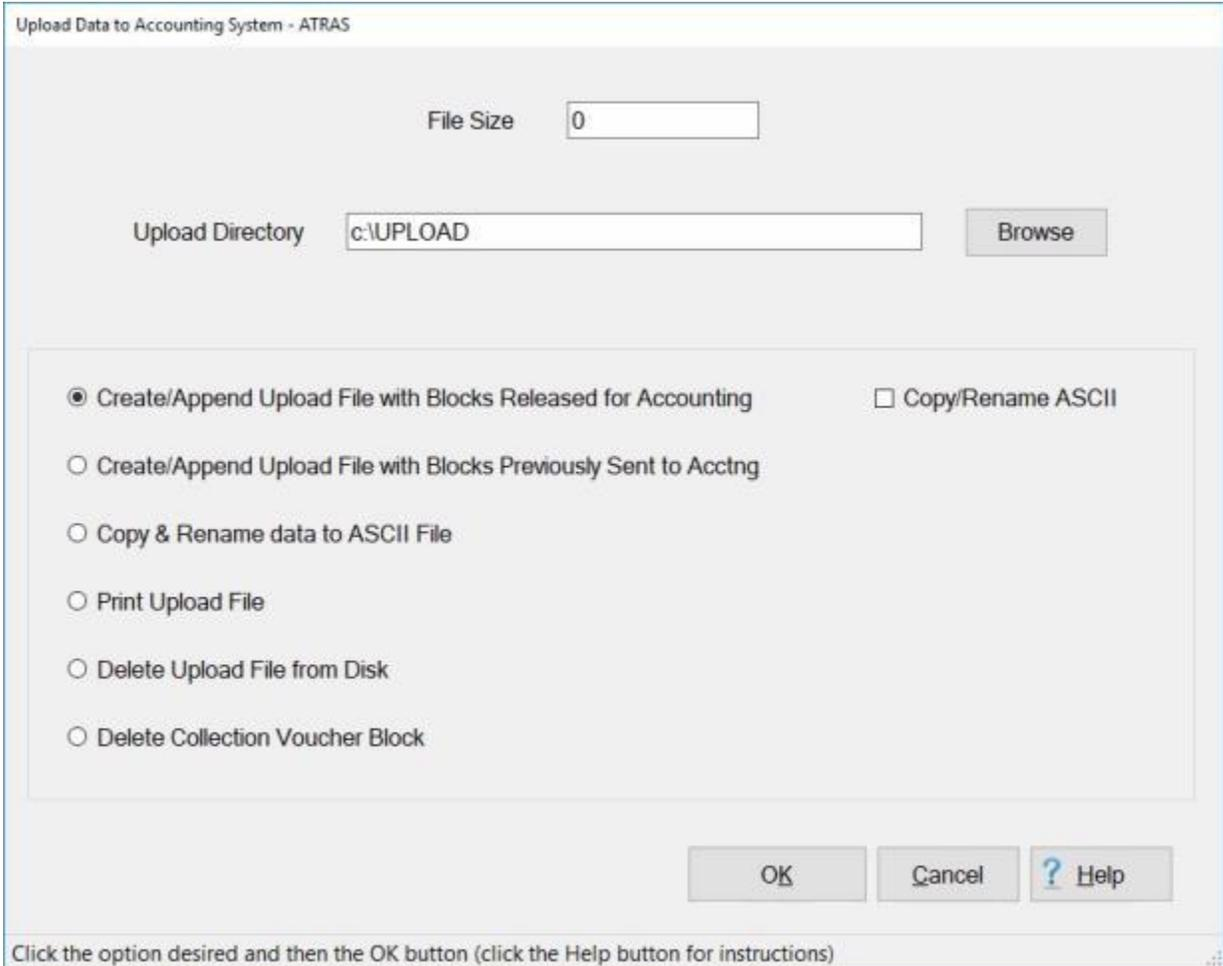 Upload Data to Accounting System - ATRAS
File Size 0
Upload Directory c:\UPLOAD Browse
Create/Append Upload File with Blocks Released for Accounting Copy/Rename ASCII
Create/Append Upload File with Blocks Previously Sent to Acctng
Copy & Rename data to ASCII File
Print Upload File
Delete Upload File from Disk
Delete Collection Voucher Block
OK Cancel ? Help
Click the option desired and then the OK button (click the Help button for instructions)